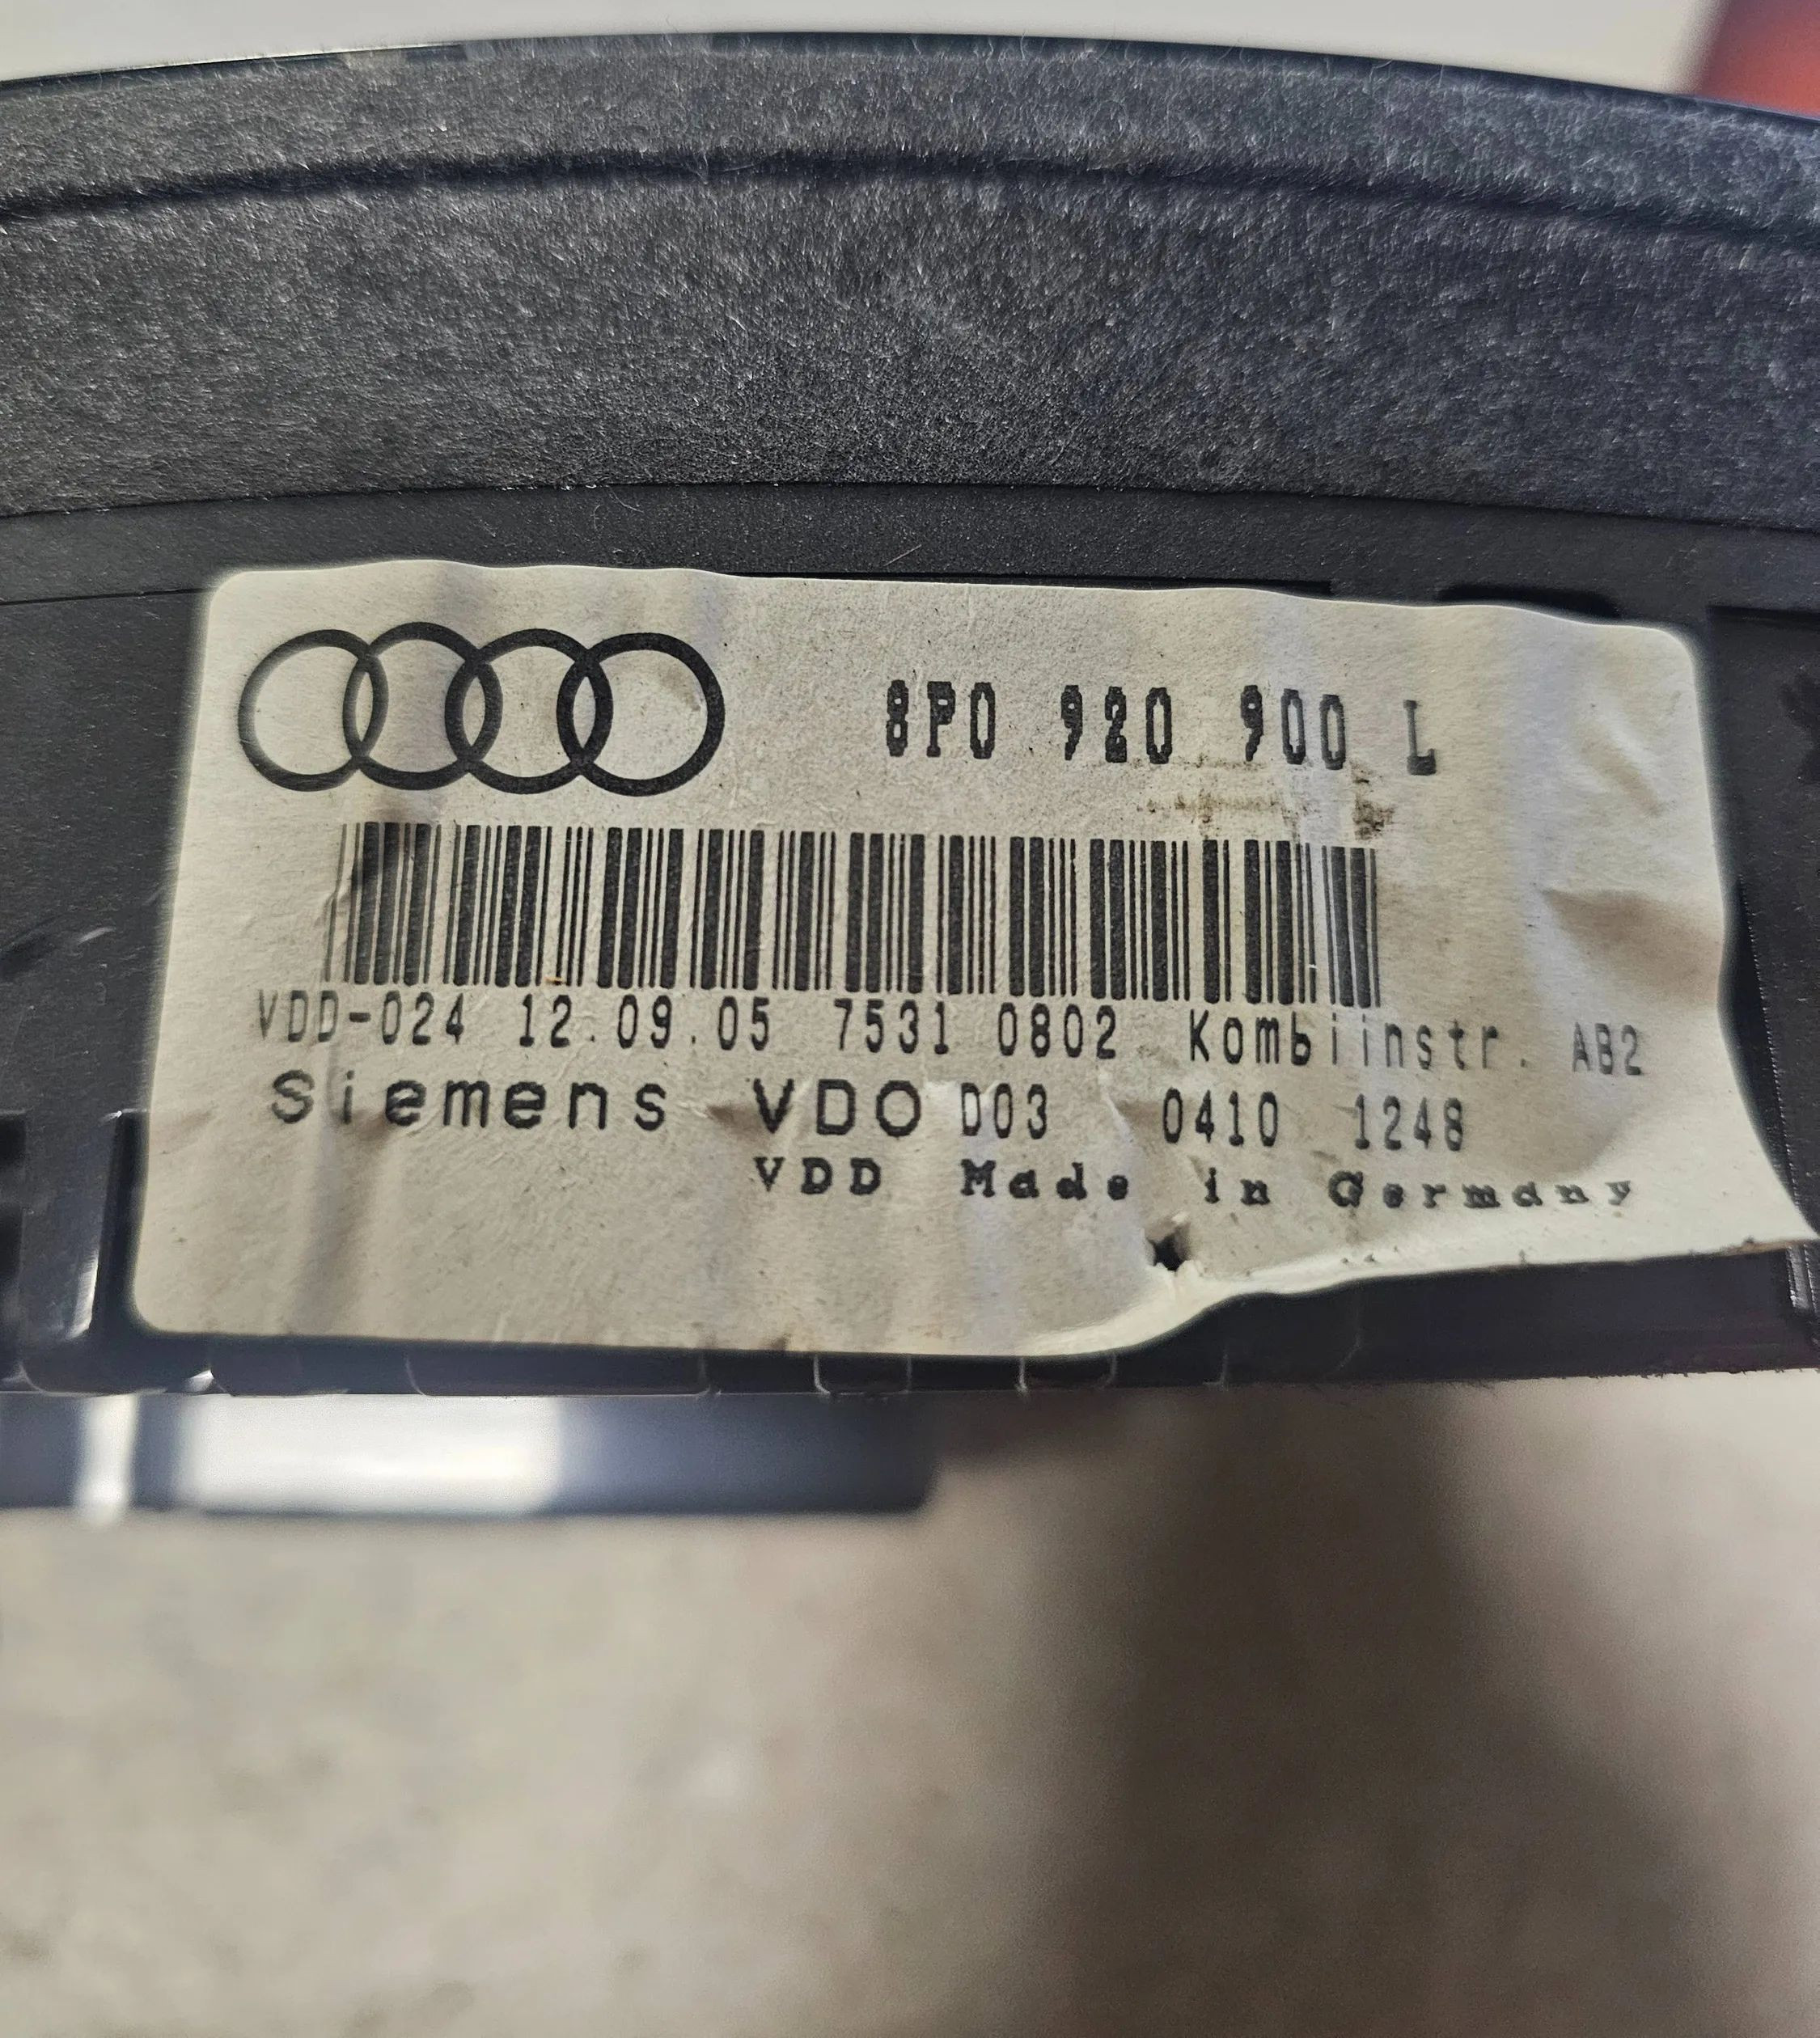 8P0 920 900 L
VDD-024 12.09.05 7531 0802 Kombiinstr. AB2
Siemens VDO D03 0410 1248
VDD Made in Germany